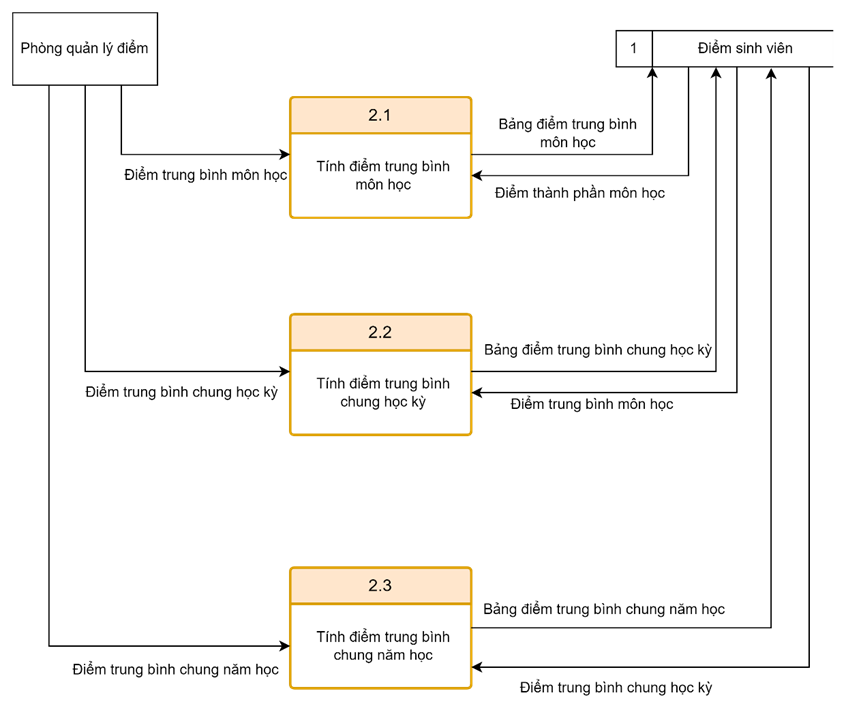 Phòng quản lý điểm
1
Điểm sinh viên
2.1
Tính điểm trung bình
môn học
Bảng điểm trung bình
môn học
Điểm trung bình môn học
Điểm thành phần môn học
2.2
Tính điểm trung bình
chung học kỳ
Bảng điểm trung bình chung học kỳ
Điểm trung bình chung học kỳ
Điểm trung bình môn học
2.3
Tính điểm trung bình
chung năm học
Bảng điểm trung bình chung năm học
Điểm trung bình chung năm học
Điểm trung bình chung học kỳ